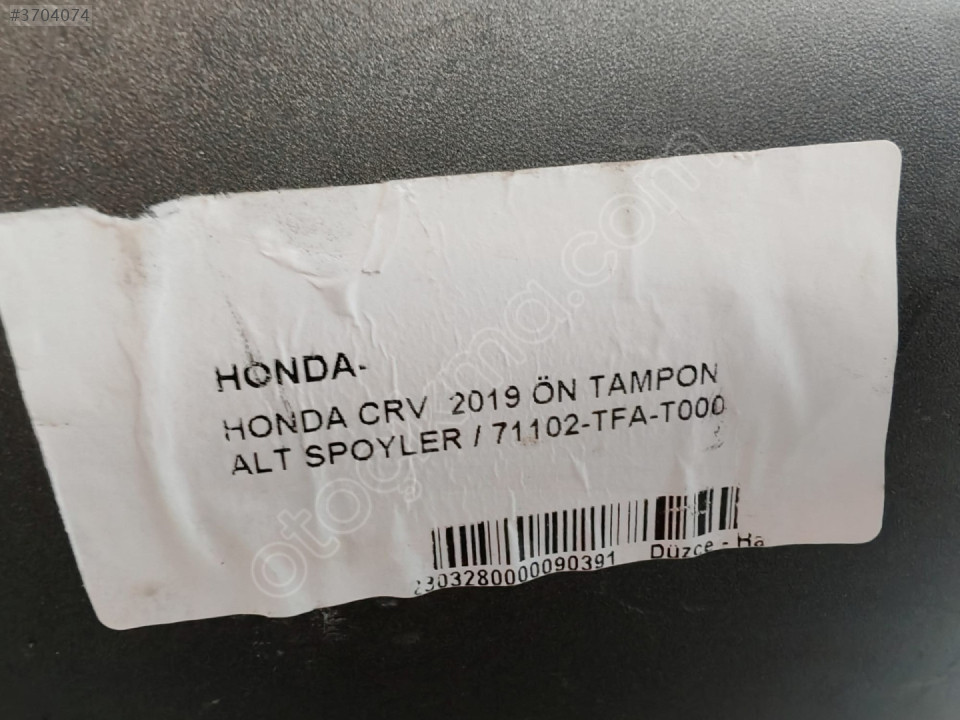 #3704074
HONDA-
HONDA CRV 2019 ÖN TAMPON
ALT SPOYLER / 71102-TFA-T000
2303280000090391 Düzce - Ha
otoçıkma.com